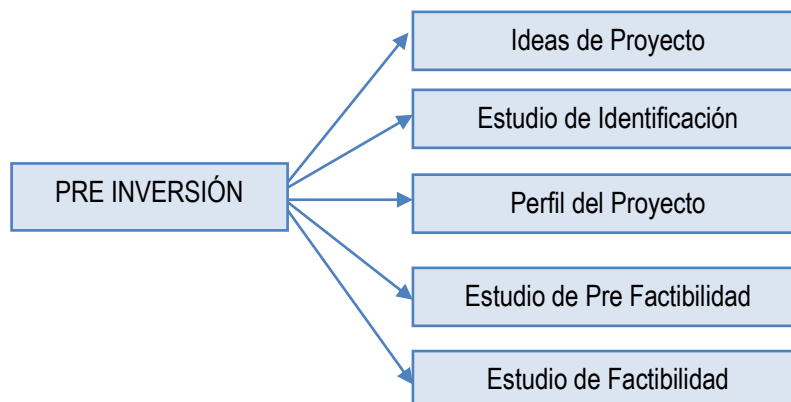 Ideas de Proyecto
Estudio de Identificación
PRE INVERSIÓN
Perfil del Proyecto
Estudio de Pre Factibilidad
Estudio de Factibilidad